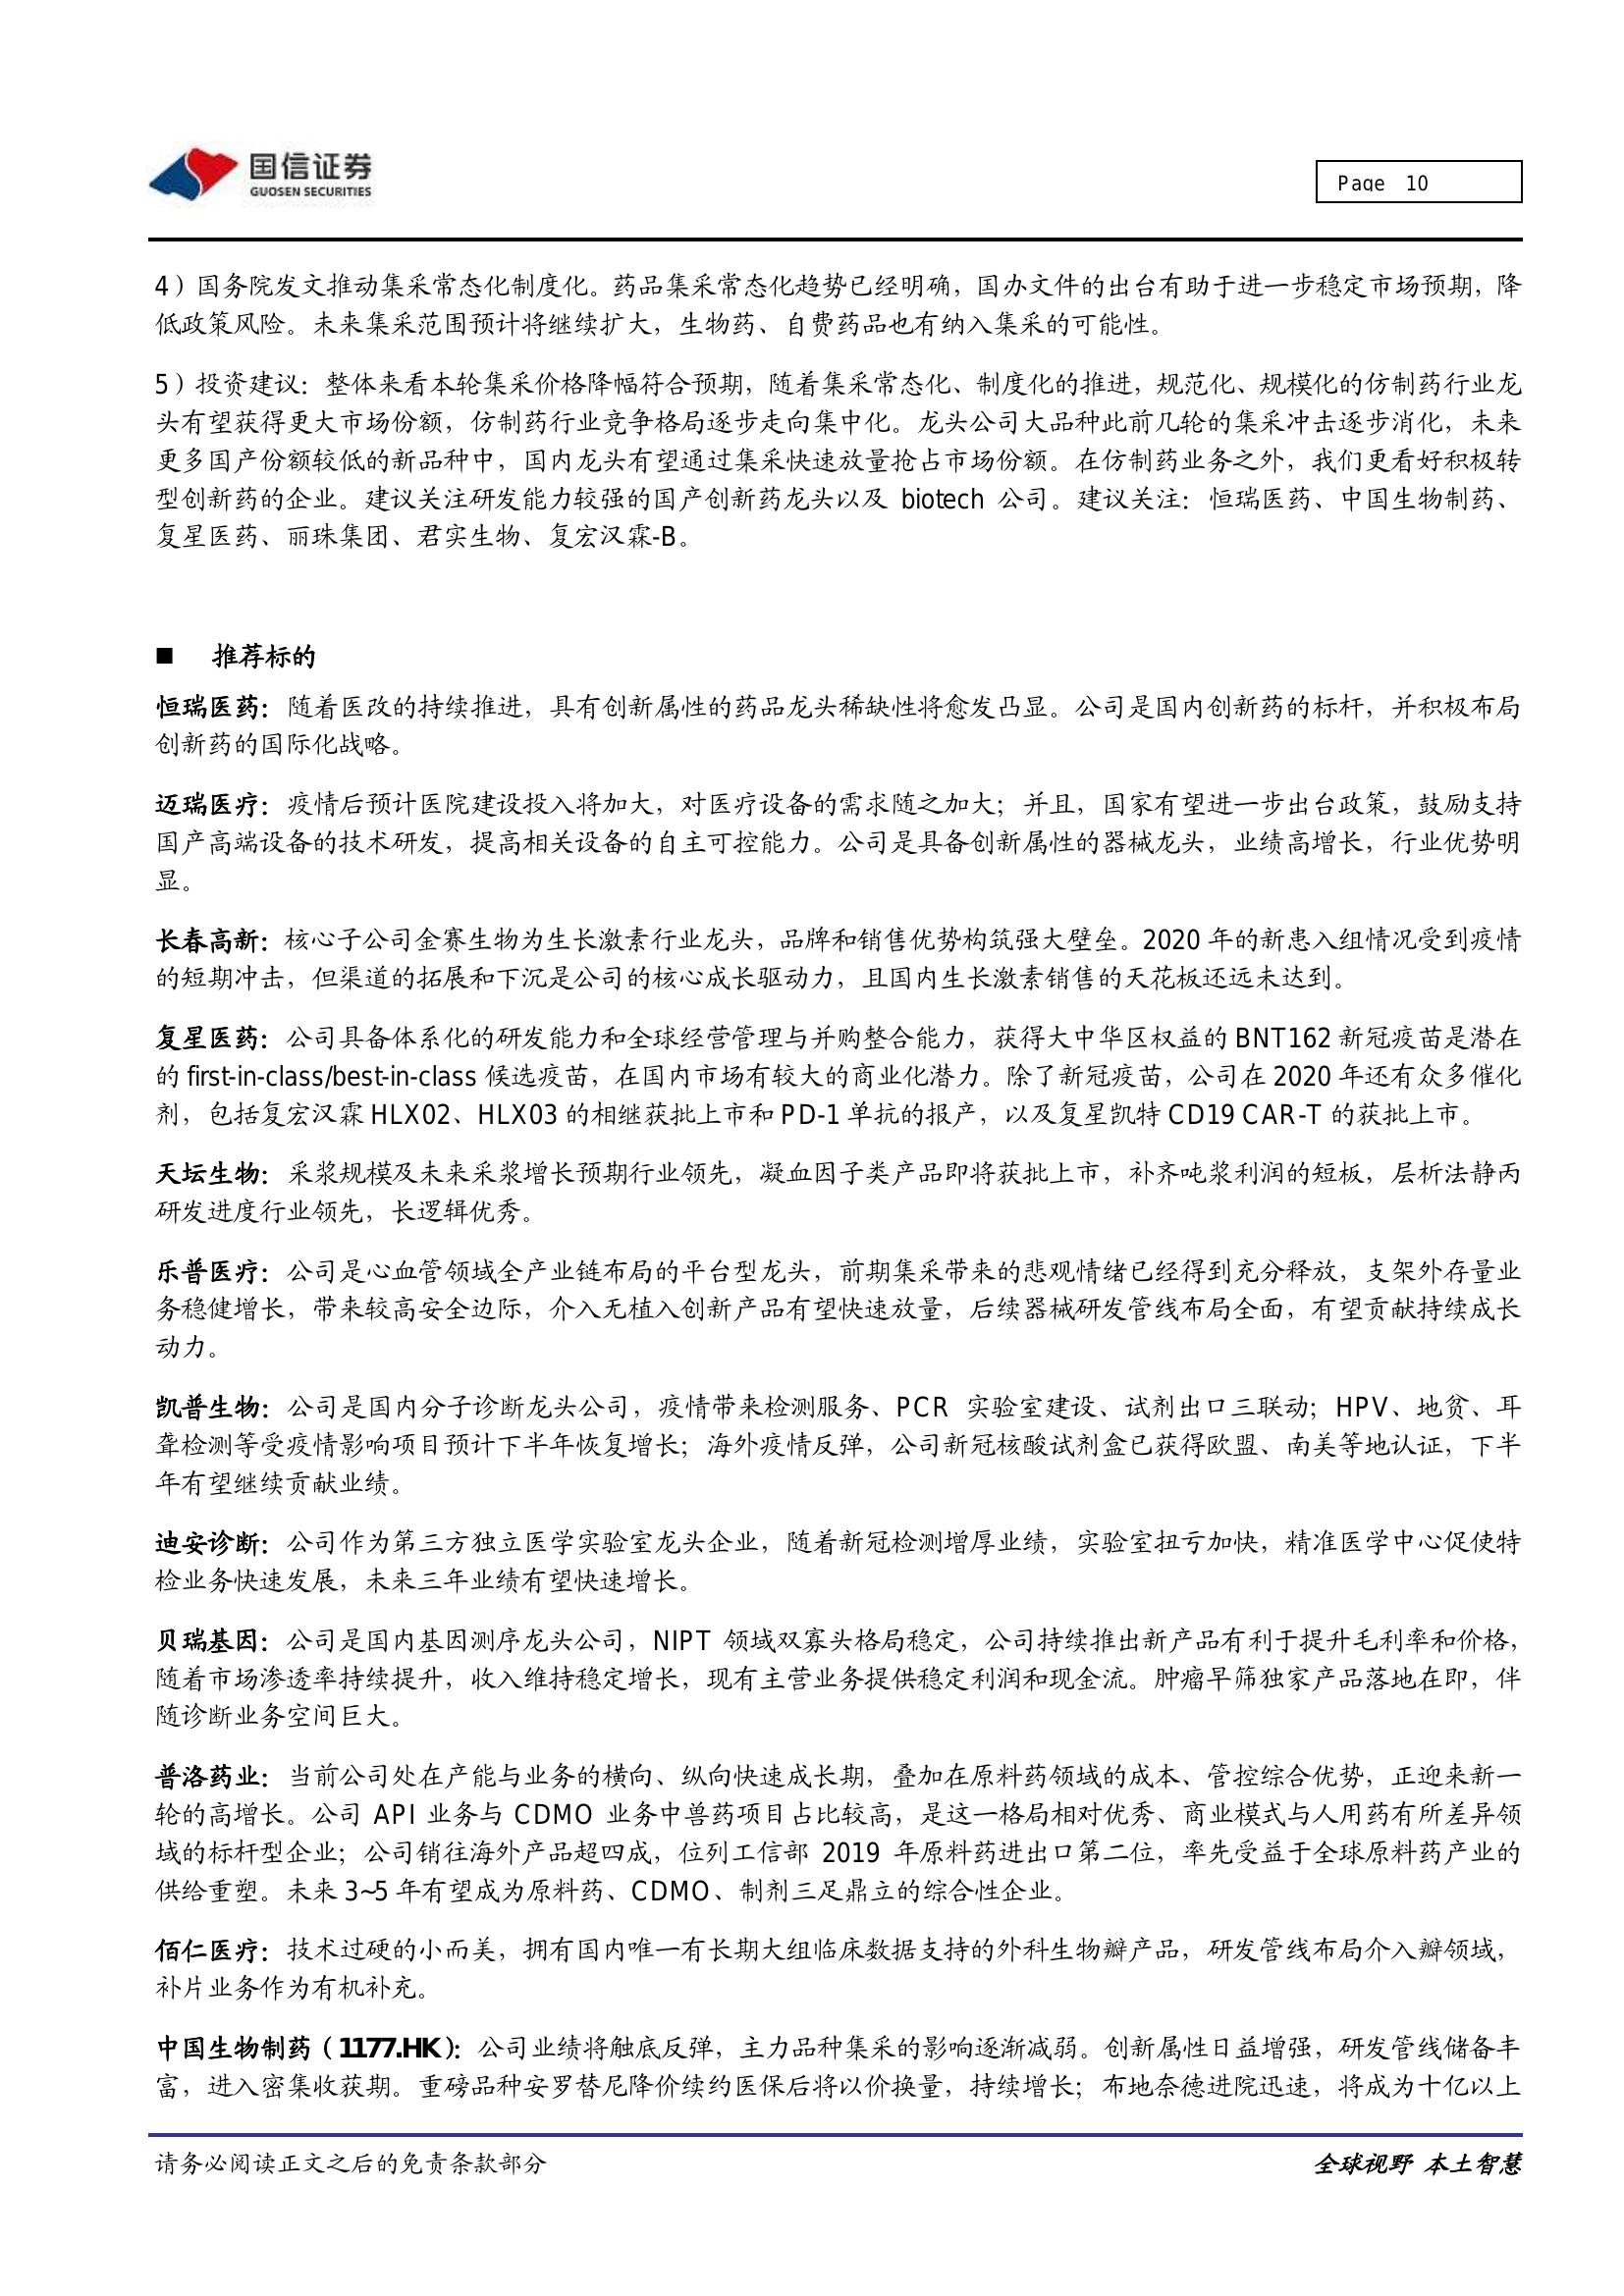 国信证券
GUOSEN SECURITIES
Page 10
4）国务院发文推动集采常态化制度化。药品集采常态化趋势已经明确，国办文件的出台有助于进一步稳定市场预期，降
低政策风险。未来集采范围预计将继续扩大，生物药、自费药品也有纳入集采的可能性。
5）投资建议：整体来看本轮集采价格降幅符合预期，随着集采常态化、制度化的推进，规范化、规模化的仿制药行业龙
头有望获得更大市场份额，仿制药行业竞争格局逐步走向集中化。龙头公司大品种此前几轮的集采冲击逐步消化，未来
更多国产份额较低的新品种中，国内龙头有望通过集采快速放量抢占市场份额。在仿制药业务之外，我们更看好积极转
型创新药的企业。建议关注研发能力较强的国产创新药龙头以及 biotech 公司。建议关注：恒瑞医药、中国生物制药、
复星医药、丽珠集团、君实生物、复宏汉霖-B。
■ 推荐标的
恒瑞医药：随着医改的持续推进，具有创新属性的药品龙头稀缺性将愈发凸显。公司是国内创新药的标杆，并积极布局
创新药的国际化战略。
迈瑞医疗：疫情后预计医院建设投入将加大，对医疗设备的需求随之加大；并且，国家有望进一步出台政策，鼓励支持
国产高端设备的技术研发，提高相关设备的自主可控能力。公司是具备创新属性的器械龙头，业绩高增长，行业优势明
显。
长春高新：核心子公司金赛生物为生长激素行业龙头，品牌和销售优势构筑强大壁垒。2020 年的新患入组情况受到疫情
的短期冲击，但渠道的拓展和下沉是公司的核心成长驱动力，且国内生长激素销售的天花板还远未达到。
复星医药：公司具备体系化的研发能力和全球经营管理与并购整合能力，获得大中华区权益的 BNT162 新冠疫苗是潜在
的 first-in-class/best-in-class 候选疫苗，在国内市场有较大的商业化潜力。除了新冠疫苗，公司在 2020 年还有众多催化
剂，包括复宏汉霖 HLX02、HLX03 的相继获批上市和 PD-1 单抗的报产，以及复星凯特 CD19 CAR-T 的获批上市。
天坛生物：采浆规模及未来采浆增长预期行业领先，凝血因子类产品即将获批上市，补齐吨浆利润的短板，层析法静丙
研发进度行业领先，长逻辑优秀。
乐普医疗：公司是心血管领域全产业链布局的平台型龙头，前期集采带来的悲观情绪已经得到充分释放，支架外存量业
务稳健增长，带来较高安全边际，介入无植入创新产品有望快速放量，后续器械研发管线布局全面，有望贡献持续成长
动力。
凯普生物：公司是国内分子诊断龙头公司，疫情带来检测服务、PCR 实验室建设、试剂出口三联动；HPV、地贫、耳
聋检测等受疫情影响项目预计下半年恢复增长；海外疫情反弹，公司新冠核酸试剂盒已获得欧盟、南美等地认证，下半
年有望继续贡献业绩。
迪安诊断：公司作为第三方独立医学实验室龙头企业，随着新冠检测增厚业绩，实验室扭亏加快，精准医学中心促使特
检业务快速发展，未来三年业绩有望快速增长。
贝瑞基因：公司是国内基因测序龙头公司，NIPT 领域双寡头格局稳定，公司持续推出新产品有利于提升毛利率和价格，
随着市场渗透率持续提升，收入维持稳定增长，现有主营业务提供稳定利润和现金流。肿瘤早筛独家产品落地在即，伴
随诊断业务空间巨大。
普洛药业：当前公司处在产能与业务的横向、纵向快速成长期，叠加在原料药领域的成本、管控综合优势，正迎来新一
轮的高增长。公司 API 业务与 CDMO 业务中兽药项目占比较高，是这一格局相对优秀、商业模式与人用药有所差异领
域的标杆型企业；公司销往海外产品超四成，位列工信部 2019 年原料药进出口第二位，率先受益于全球原料药产业的
供给重塑。未来 3~5 年有望成为原料药、CDMO、制剂三足鼎立的综合性企业。
佰仁医疗：技术过硬的小而美，拥有国内唯一有长期大组临床数据支持的外科生物瓣产品，研发管线布局介入瓣领域，
补片业务作为有机补充。
中国生物制药（1177.HK）：公司业绩将触底反弹，主力品种集采的影响逐渐减弱。创新属性日益增强，研发管线储备丰
富，进入密集收获期。重磅品种安罗替尼降价续约医保后将以价换量，持续增长；布地奈德进院迅速，将成为十亿以上
请务必阅读正文之后的免责条款部分
全球视野 本土智慧